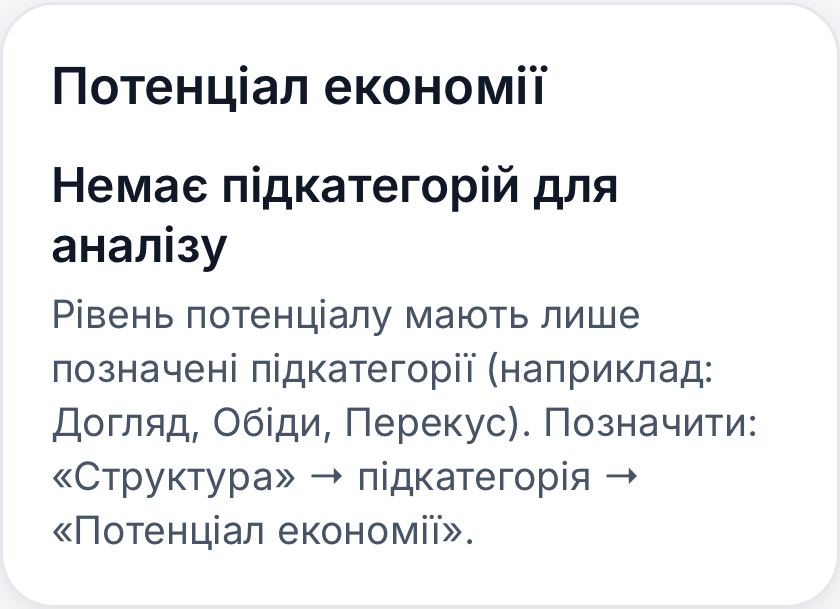 Потенціал економії
Немає підкатегорій для
аналізу
Рівень потенціалу мають лише
позначені підкатегорії (наприклад:
Догляд, Обіди, Перекус). Позначити:
«Структура» → підкатегорія →
«Потенціал економії».